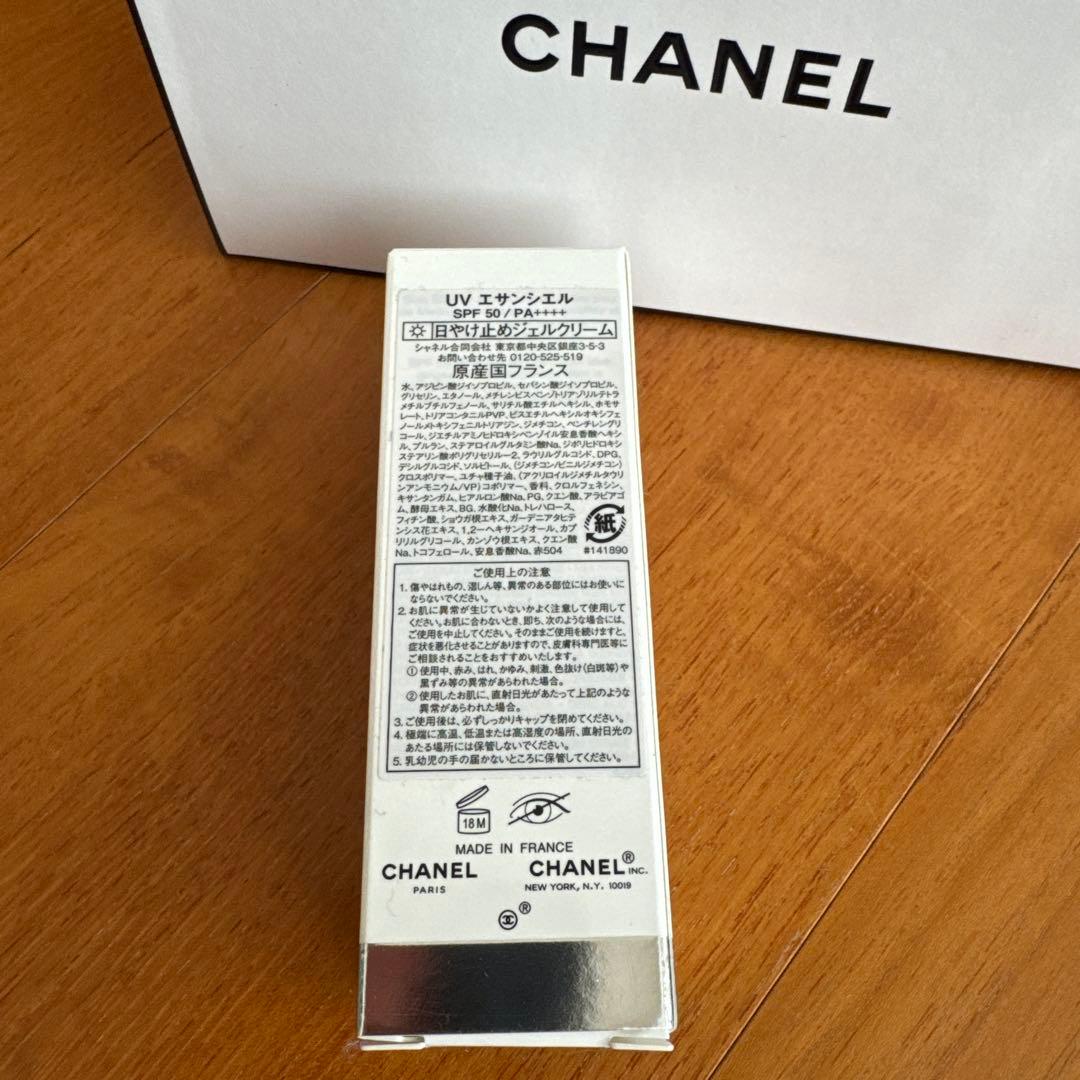 CHANEL
UV エサンシエル
SPF 50 / PA++++
日やけ止めジェルクリーム
シャネル合同会社 東京都中央区銀座3-5-3
お問い合わせ先 0120-525-519
原産国フランス
水、アジピン酸ジイソプロピル、セバシン酸ジイソプロピル、
グリセリン、エタノール、メチレンビスベンゾトリアゾリルテトラ
メチルブチルフェノール、サリチル酸エチルヘキシル、ホモサ
レート、トリアコンタニルPVP、ビスエチルヘキシルオキシフェ
ノールメトキシフェニルトリアジン、ジメチコン、ペンチレングリ
コール、ジエチルアミノヒドロキシベンゾイル安息香酸ヘキシ
ル、プルラン、ステアロイルグルタミン酸Na、ジポリヒドロキシ
ステアリン酸ポリグリセリル-2、ラウリルグルコシド、DPG、
デシルグルコシド、ソルビトール、(ジメチコン/ビニルジメチコン)
クロスポリマー、ユチャ種子油、(アクリロイルジメチルタウリ
ンアンモニウム/VP)コポリマー、香料、クロルフェネシン、
キサンタンガム、ヒアルロン酸Na、PG、クエン酸、アラビアゴ
ム、酵母エキス、BG、水酸化Na、トレハロース、
フィチン酸、ショウガ根エキス、ガーデニアタヒテ
ンシス花エキス、1,2-ヘキサンジオール、カプ
リリルグリコール、カンゾウ根エキス、クエン酸
Na、トコフェロール、安息香酸Na、赤504
紙
#141890
ご使用上の注意
1. 傷やはれもの、湿しん等、異常のある部位にはお使いに
ならないでください。
2. お肌に異常が生じていないかよく注意して使用して
ください。お肌に合わないとき、即ち、次のような場合には、
ご使用を中止してください。そのままご使用を続けますと、
症状を悪化させることがありますので、皮膚科専門医等に
ご相談されることをおすすめいたします。
① 使用中、赤み、はれ、かゆみ、刺激、色抜け(白斑等)や
黒ずみ等の異常があらわれた場合。
② 使用したお肌に、直射日光があたって上記のような
異常があらわれた場合。
3. ご使用後は、必ずしっかりキャップを閉めてください。
4. 極端に高温、低温または高湿度の場所、直射日光の
あたる場所には保管しないでください。
5. 乳幼児の手の届かないところに保管してください。
18 M
MADE IN FRANCE
CHANEL
PARIS
CHANEL® INC.
NEW YORK, N.Y. 10019
®